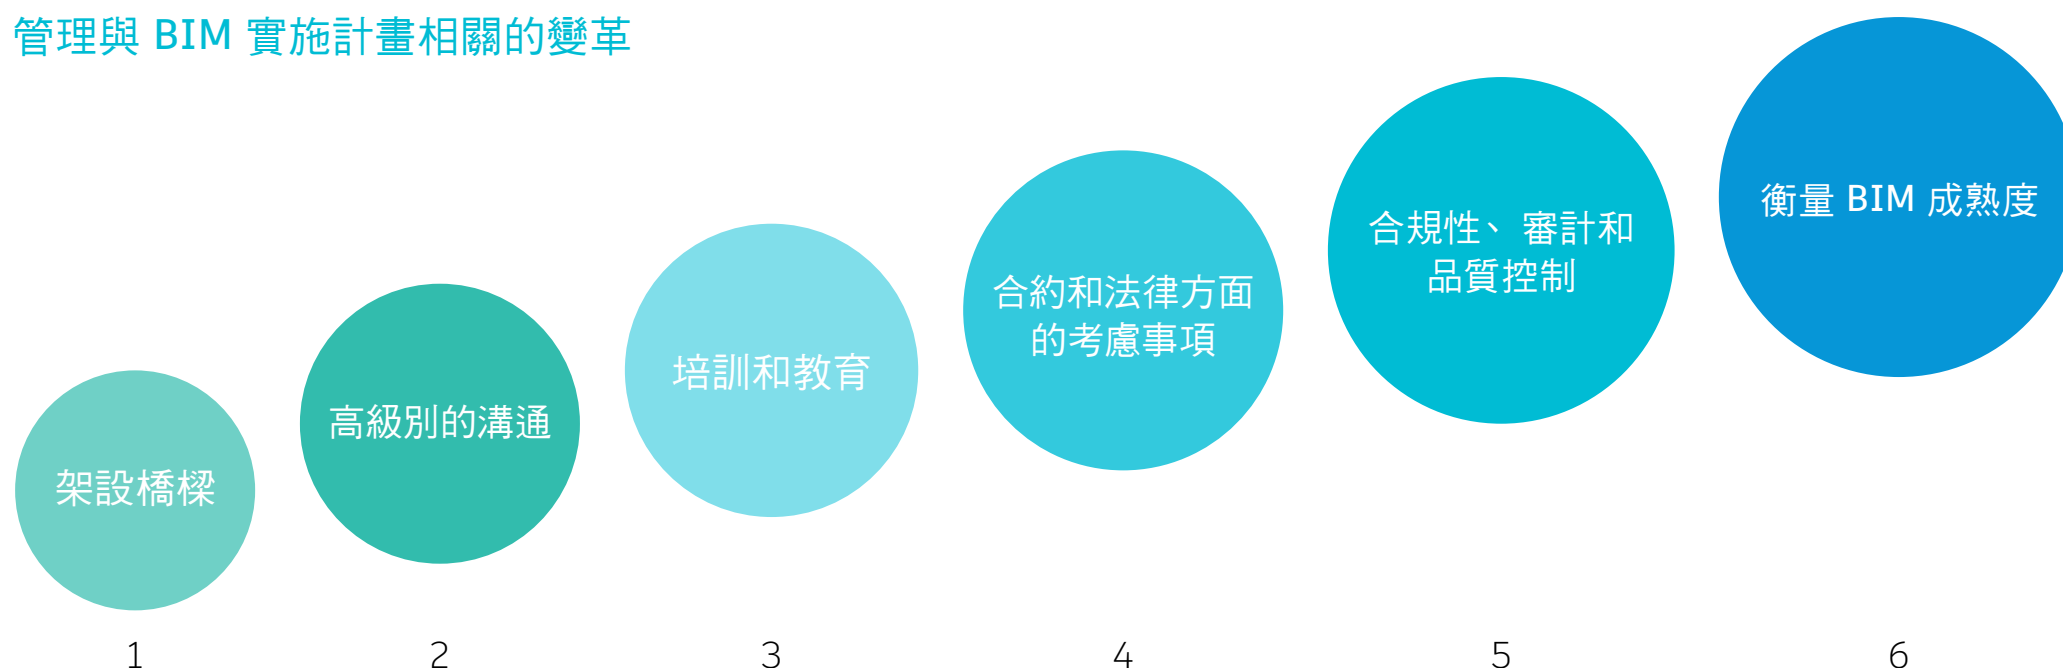 管理與 BIM 實施計畫相關的變革
架設橋樑
高級別的溝通
培訓和教育
合約和法律方面
的考慮事項
合規性、審計和
品質控制
衡量 BIM 成熟度
1
2
3
4
5
6